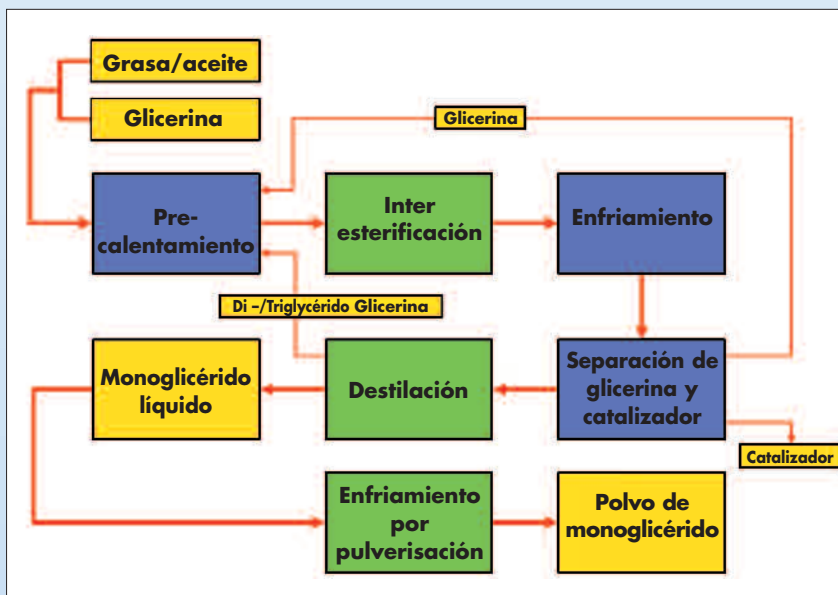 Grasa/aceite
Glicerina
Glicerina
Pre-
calentamiento
Inter
esterificación
Enfriamiento
Di –/Triglycérido Glicerina
Monoglicérido
líquido
Destilación
Separación de
glicerina y
catalizador
Catalizador
Enfriamiento
por
pulverisación
Polvo de
monoglicérido